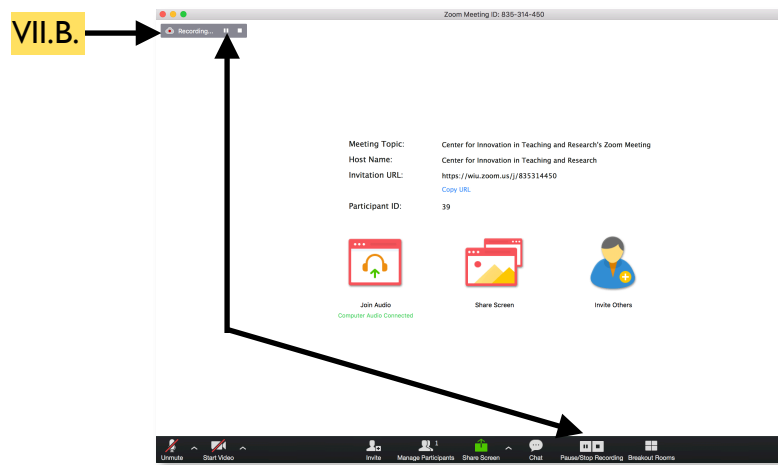 Zoom Meeting ID: 835-314-450
VII.B.
Recording...
Meeting Topic: Center for Innovation in Teaching and Research's Zoom Meeting
Host Name: Center for Innovation in Teaching and Research
Invitation URL: https://wiu.zoom.us/j/835314450
Copy URL
Participant ID: 39
Join Audio Share Screen Invite Others
Computer Audio Connected
1
Unmute Start Video Invite Manage Participants Share Screen Chat Pause/Stop Recording Breakout Rooms